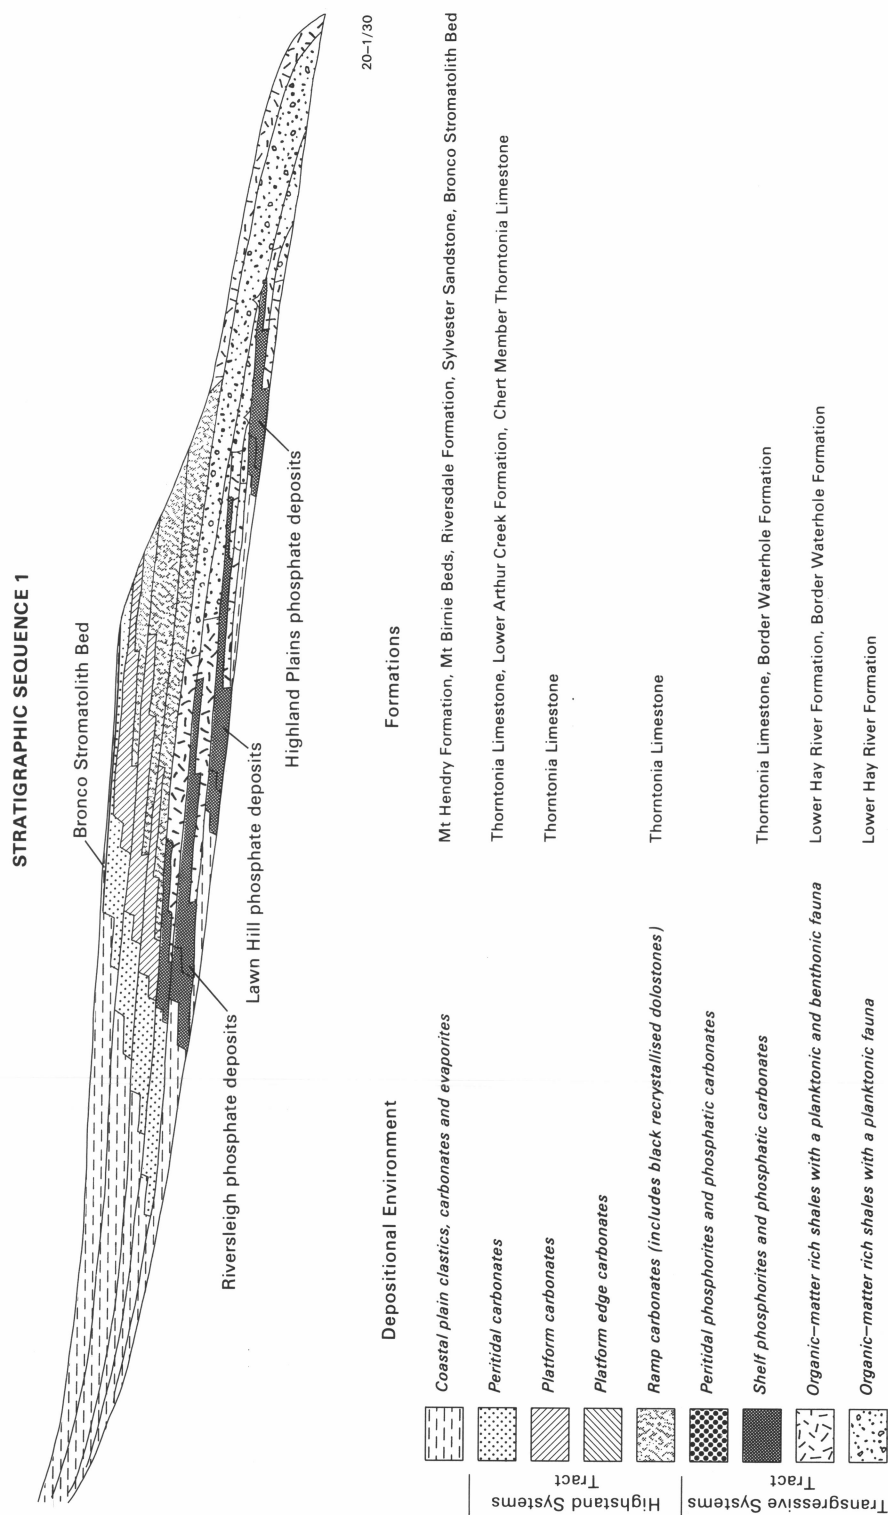 STRATIGRAPHIC SEQUENCE 1
Bronco Stromatolith Bed
Riversleigh phosphate deposits
Lawn Hill phosphate deposits
Highland Plains phosphate deposits
20–1/30
Depositional Environment
Formations
Coastal plain clastics, carbonates and evaporites
Mt Hendry Formation, Mt Birnie Beds, Riversdale Formation, Sylvester Sandstone, Bronco Stromatolith Bed
Peritidal carbonates
Thorntonia Limestone, Lower Arthur Creek Formation, Chert Member Thorntonia Limestone
Platform carbonates
Thorntonia Limestone
Platform edge carbonates
Ramp carbonates (includes black recrystallised dolostones)
Thorntonia Limestone
Peritidal phosphorites and phosphatic carbonates
Shelf phosphorites and phosphatic carbonates
Thorntonia Limestone, Border Waterhole Formation
Organic–matter rich shales with a planktonic and benthonic fauna
Lower Hay River Formation, Border Waterhole Formation
Organic–matter rich shales with a planktonic fauna
Lower Hay River Formation
Highstand Systems
Tract
Transgressive Systems
Tract